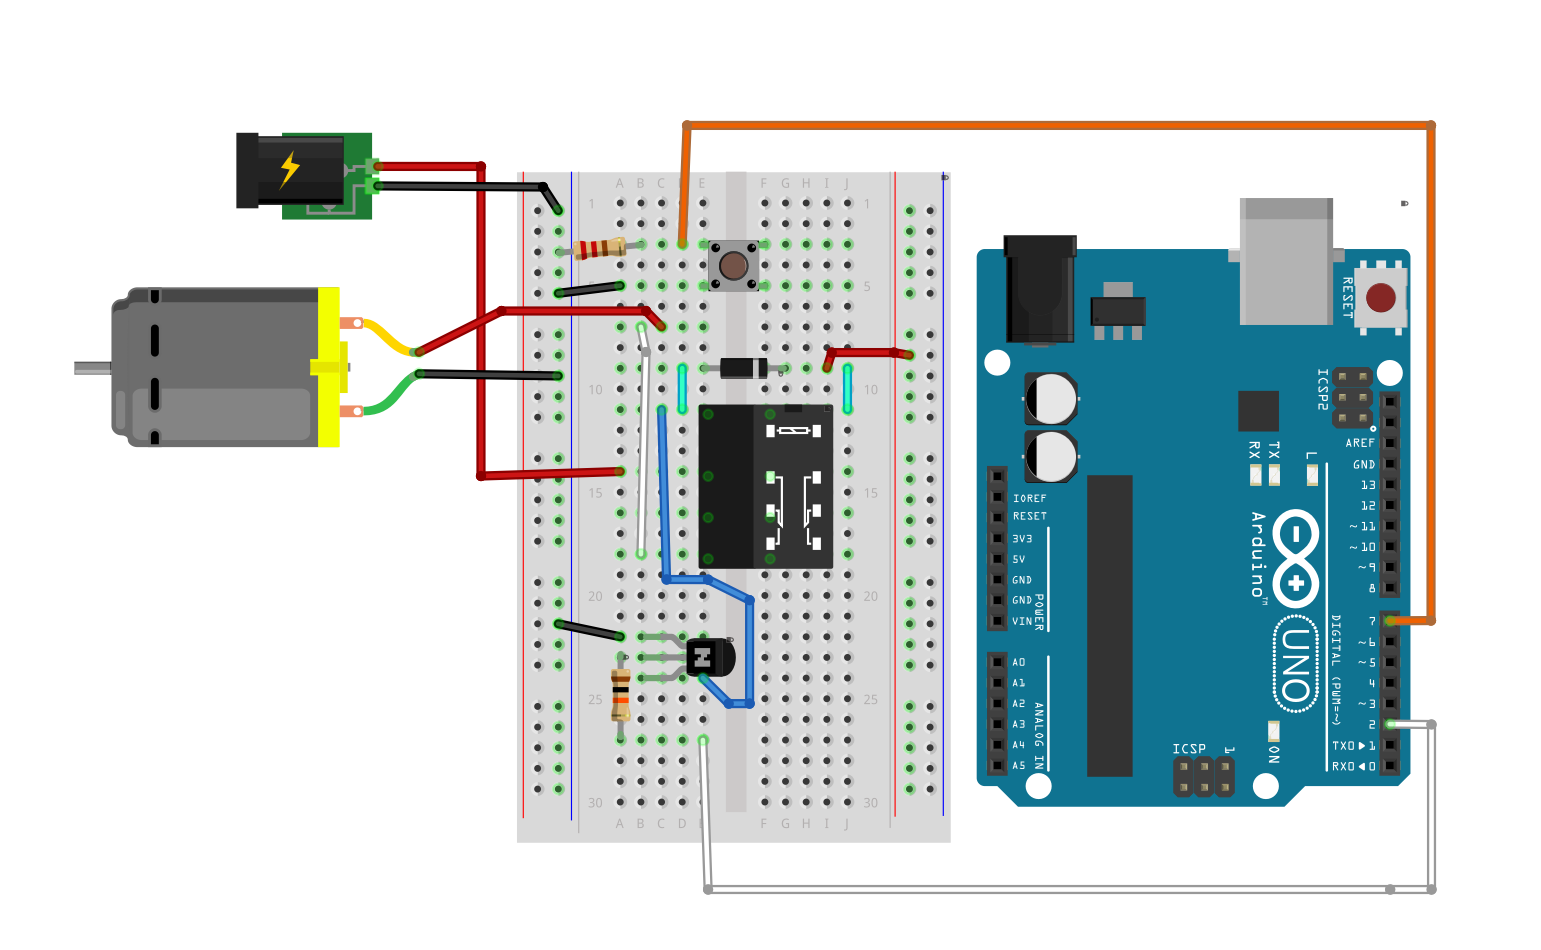 A B C D E F G H I J
1 1
5 5
10 10
15 15
20 20
25 25
30 30
A B C D E F G H I J
RESET
ICSP2
AREF
GND
13
12
~11
~10
~9
8
7
~6
~5
4
~3
2
TX0▶1
RX0◀0
RX
TX
L
IOREF
RESET
3V3
5V
GND
GND
VIN
POWER
A0
A1
A2
A3
A4
A5
ANALOG IN
Arduino™
UNO
DIGITAL (PWM=~)
ICSP
1
ON
N